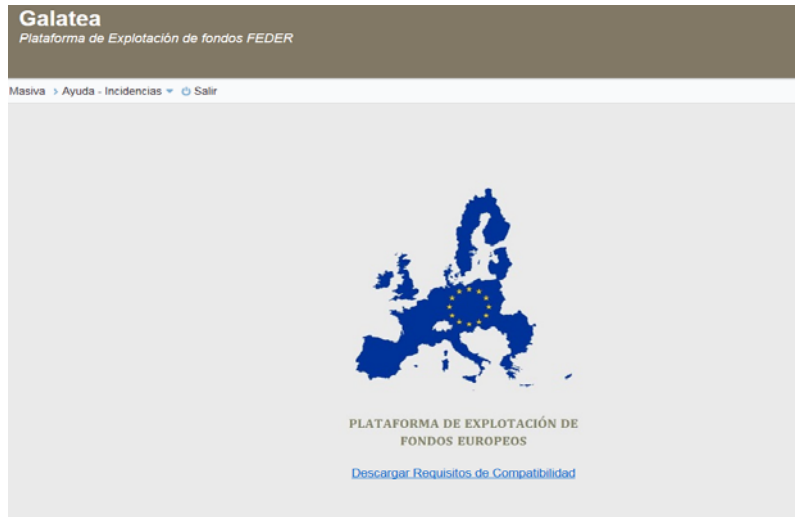 Galatea
Plataforma de Explotación de fondos FEDER
Masiva Ayuda - Incidencias Salir
PLATAFORMA DE EXPLOTACIÓN DE
FONDOS EUROPEOS
Descargar Requisitos de Compatibilidad